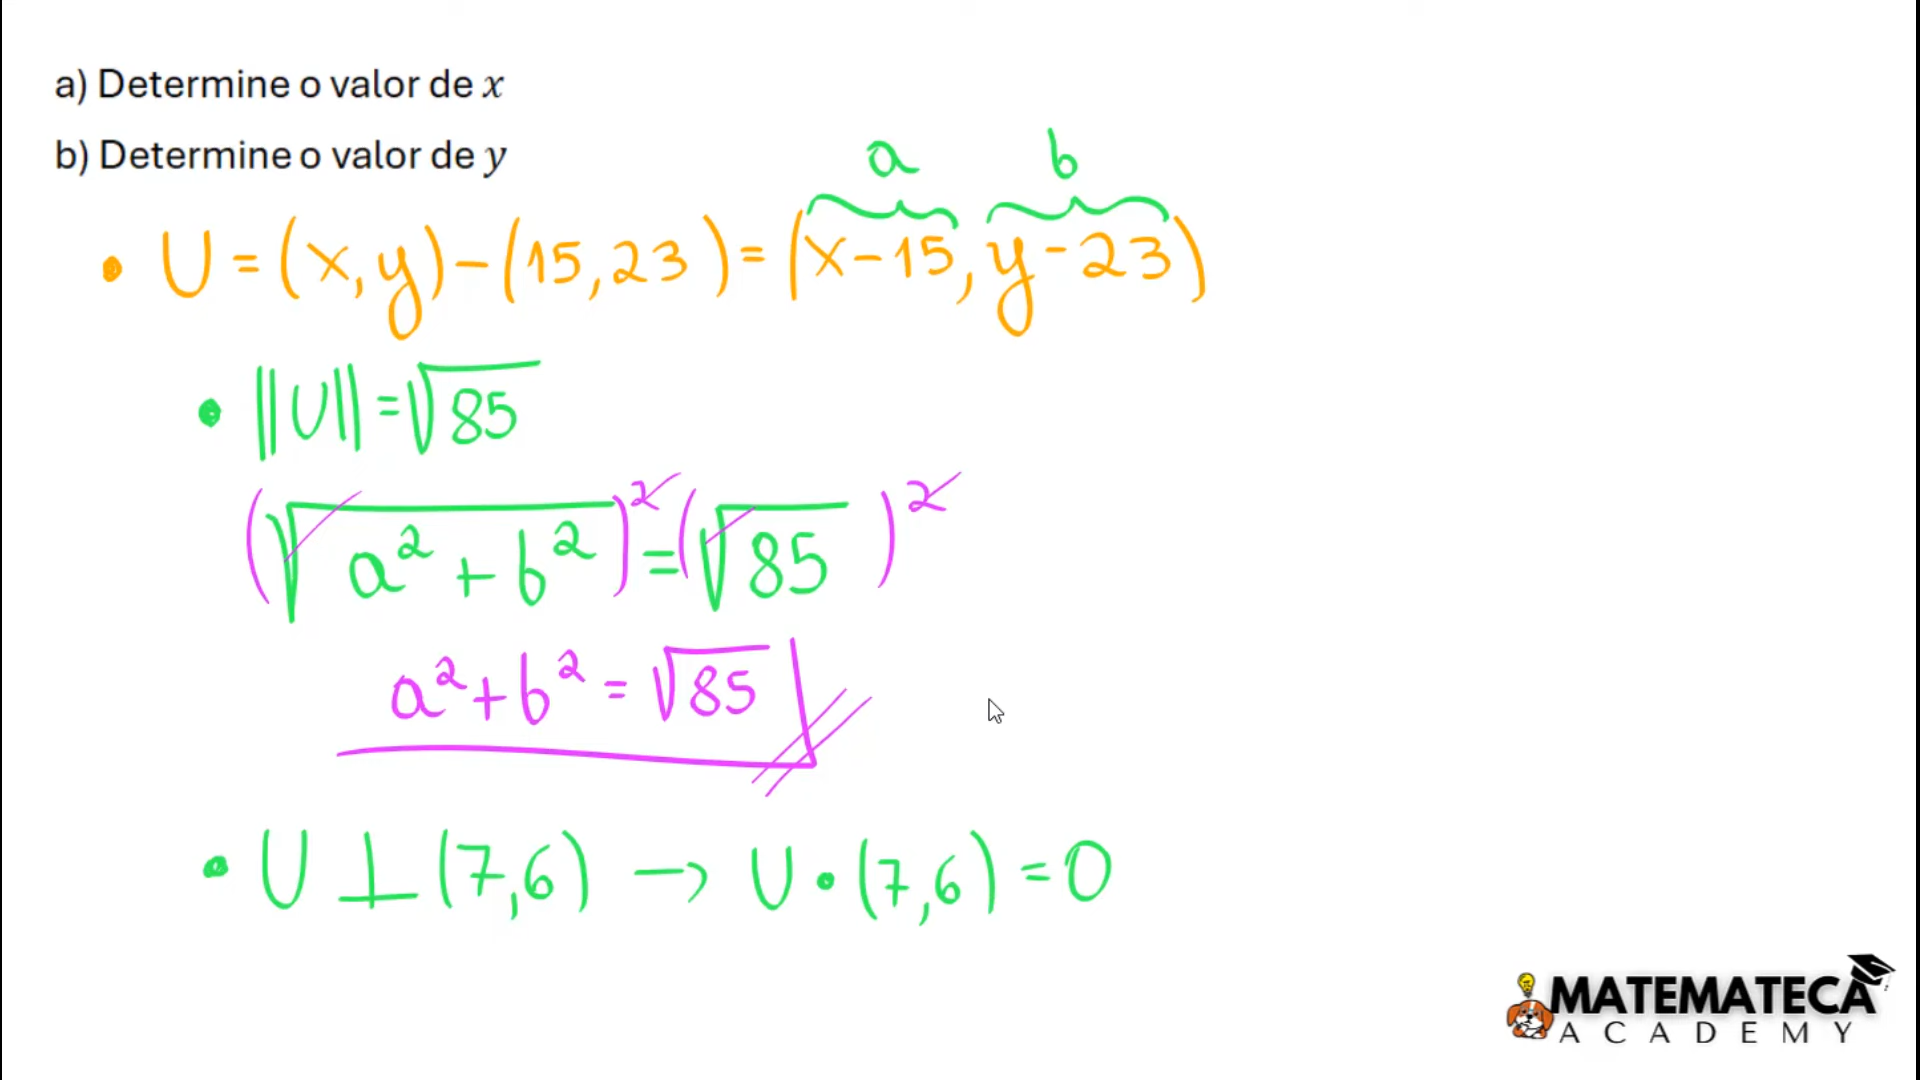 a) Determine o valor de x
b) Determine o valor de y
a b
• U = (x, y) - (15, 23) = (x - 15, y - 23)
• ||U|| = √85
(√a² + b²)² = (√85)²
a² + b² = √85
• U ⊥ (7,6) → U • (7,6) = 0
MATEMATECA
ACADEMY